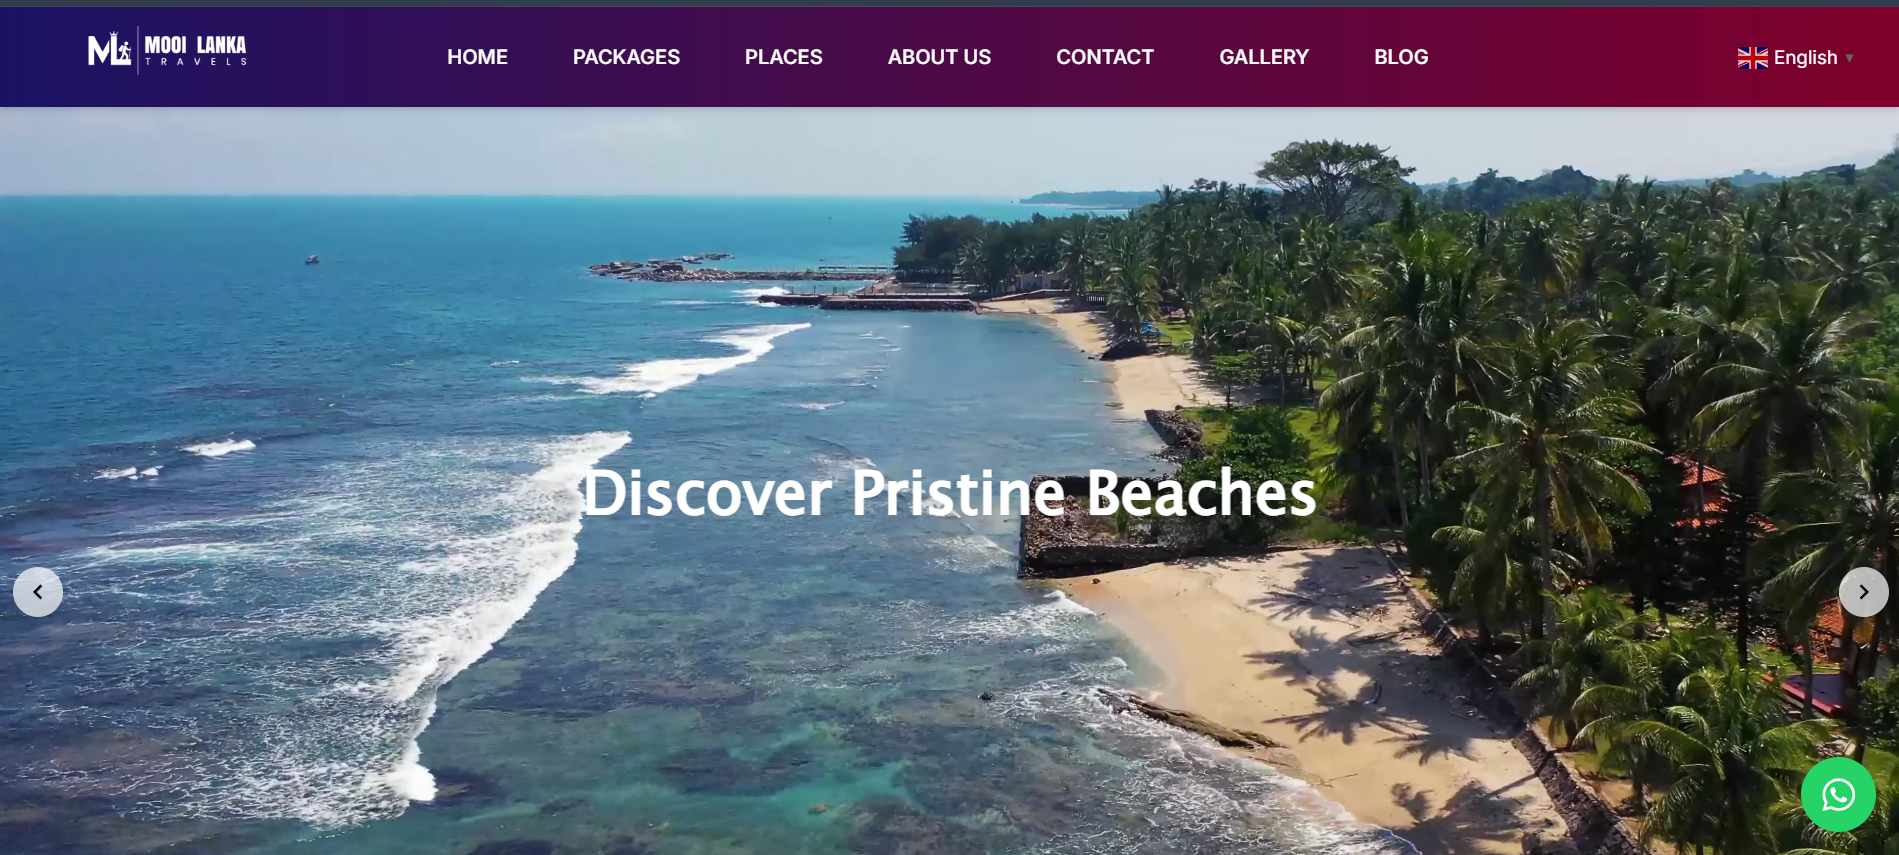 ML MOOI LANKA
TRAVELS
HOME PACKAGES PLACES ABOUT US CONTACT GALLERY BLOG
English
Discover Pristine Beaches